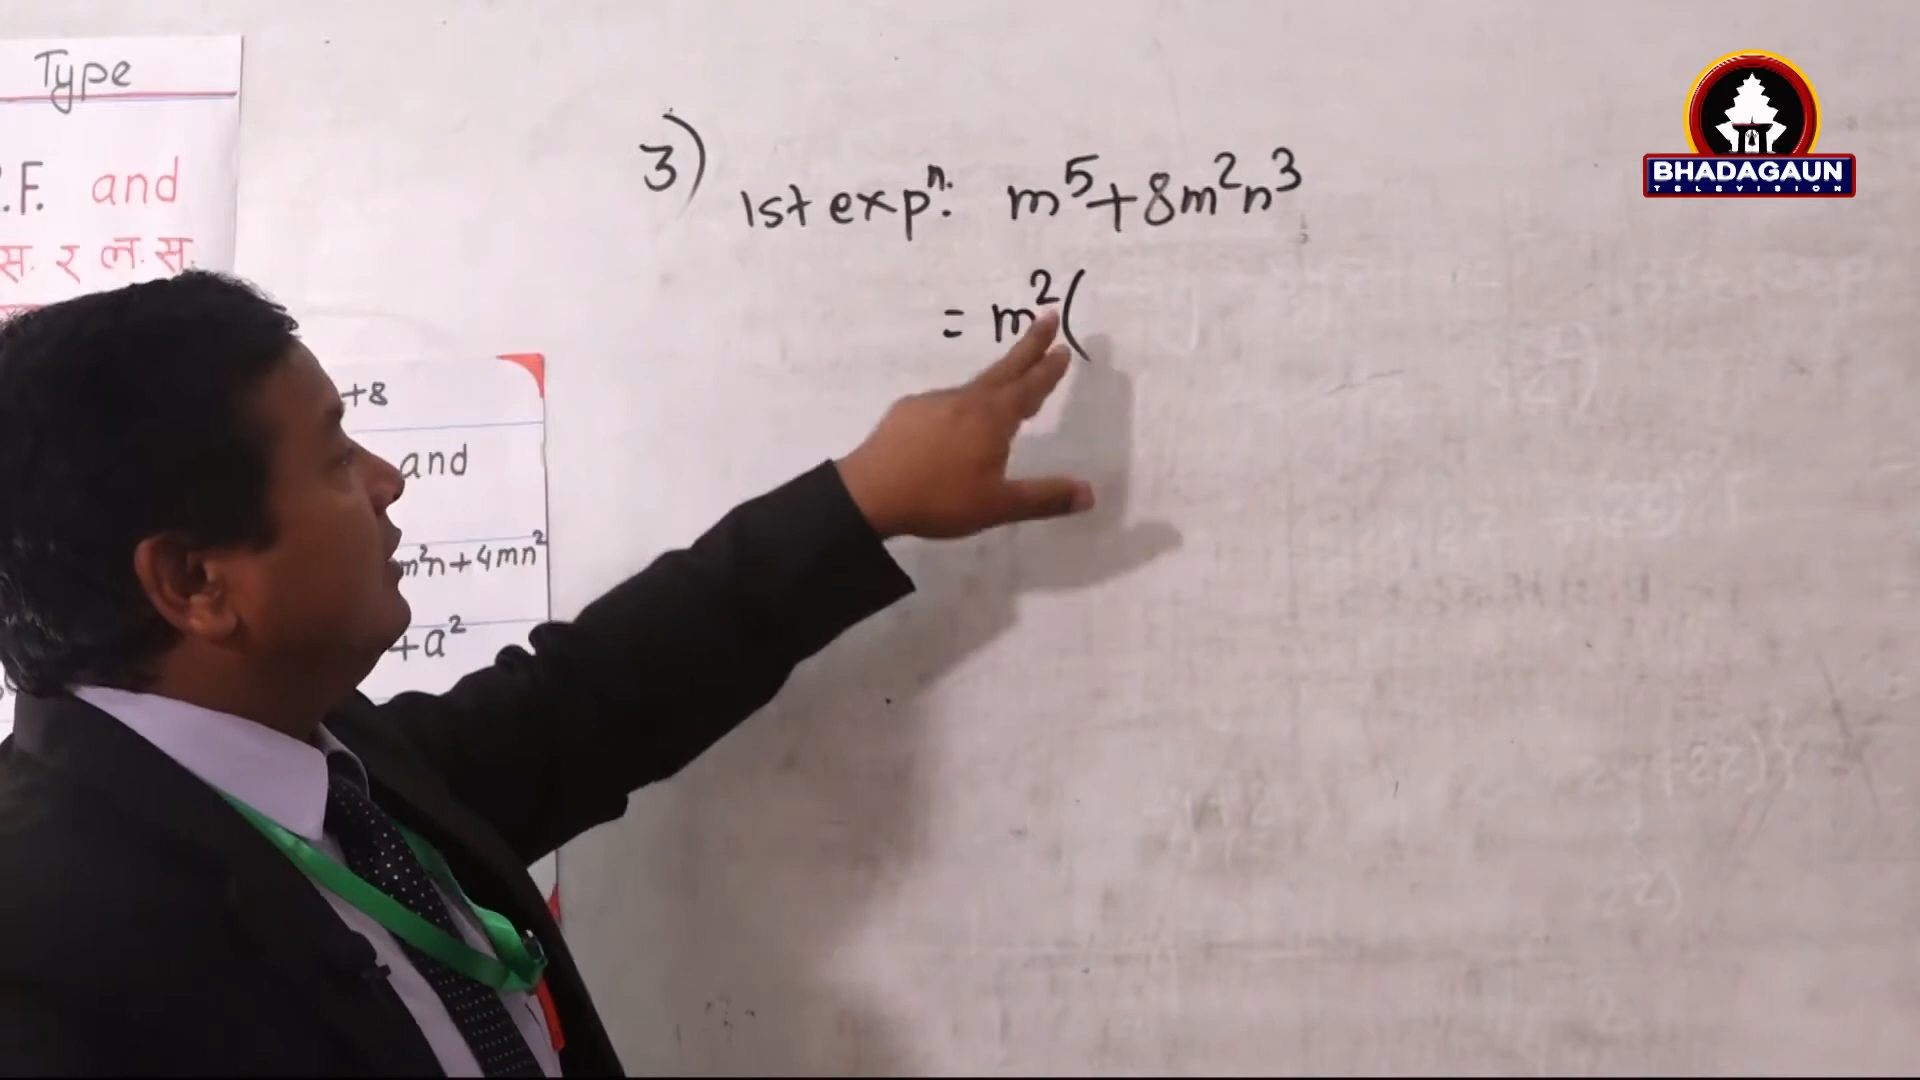 Type
.F. and
स. र ल. स.
+8
and
m²n+4mn²
+a²
3)
1st expⁿ: m⁵+8m²n³
= m²(
BHADAGAUN
TELEVISION